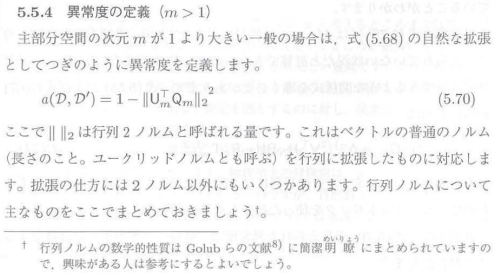 5.5.4 異常度の定義（m > 1）
主部分空間の次元 m が 1 より大きい一般の場合は，式 (5.68) の自然な拡張
としてつぎのように異常度を定義します。
a(D, D′) = 1 − ‖U_m^⊤ Q_m‖_2 (5.70)
ここで ‖ ‖_2 は行列 2 ノルムと呼ばれる量です。これはベクトルの普通のノルム
（長さのこと。ユークリッドノルムとも呼ぶ）を行列に拡張したものに対応しま
す。拡張の仕方には 2 ノルム以外にもいくつかあります。行列ノルムについて
主なものをここでまとめておきましょう†。
† 行列ノルムの数学的性質は Golub らの文献8) に簡潔明瞭（めいりょう）にまとめられていますの
で，興味がある人は参考にするとよいでしょう。